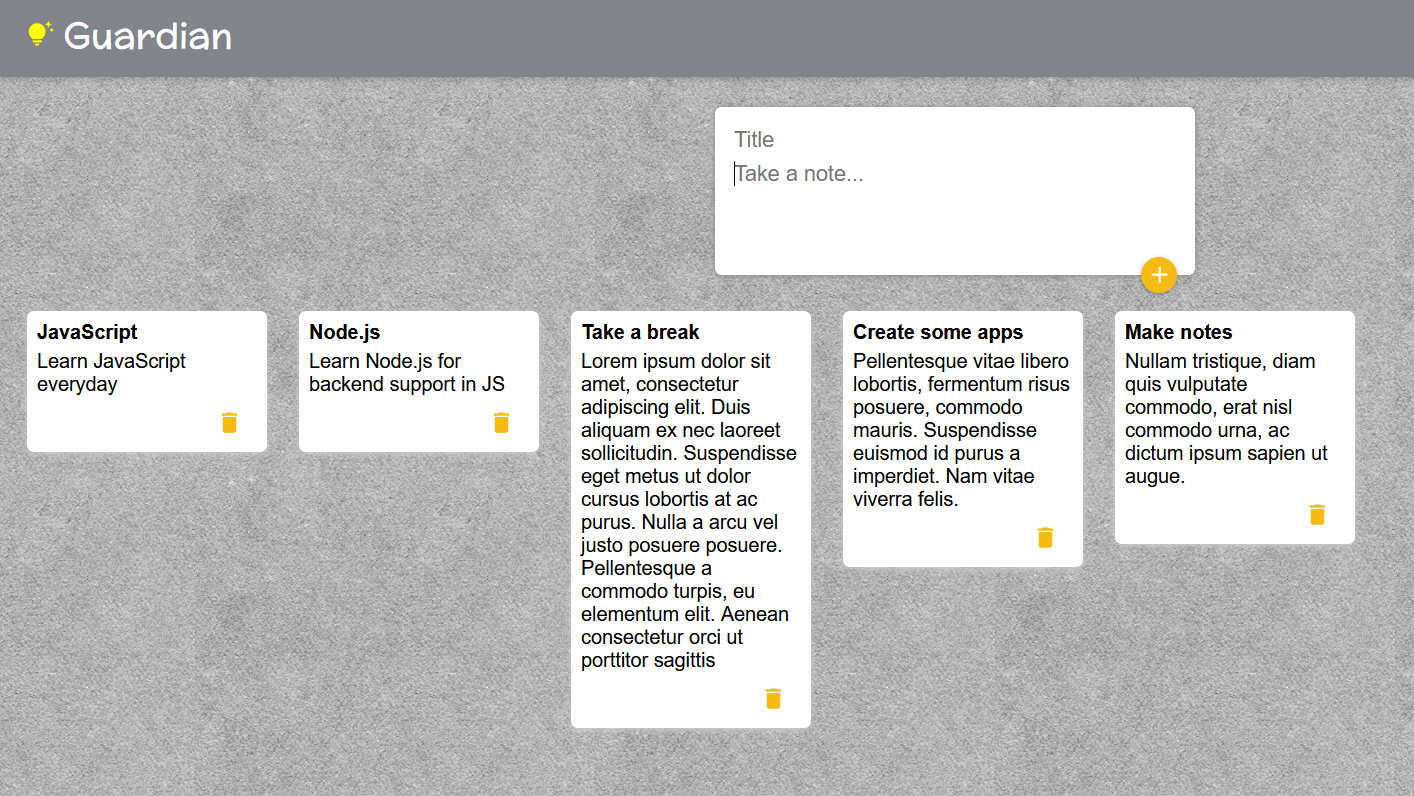 Guardian
Title
Take a note...
JavaScript
Learn JavaScript
everyday
Node.js
Learn Node.js for
backend support in JS
Take a break
Lorem ipsum dolor sit
amet, consectetur
adipiscing elit. Duis
aliquam ex nec laoreet
sollicitudin. Suspendisse
eget metus ut dolor
cursus lobortis at ac
purus. Nulla a arcu vel
justo posuere posuere.
Pellentesque a
commodo turpis, eu
elementum elit. Aenean
consectetur orci ut
porttitor sagittis
Create some apps
Pellentesque vitae libero
lobortis, fermentum risus
posuere, commodo
mauris. Suspendisse
euismod id purus a
imperdiet. Nam vitae
viverra felis.
Make notes
Nullam tristique, diam
quis vulputate
commodo, erat nisl
commodo urna, ac
dictum ipsum sapien ut
augue.